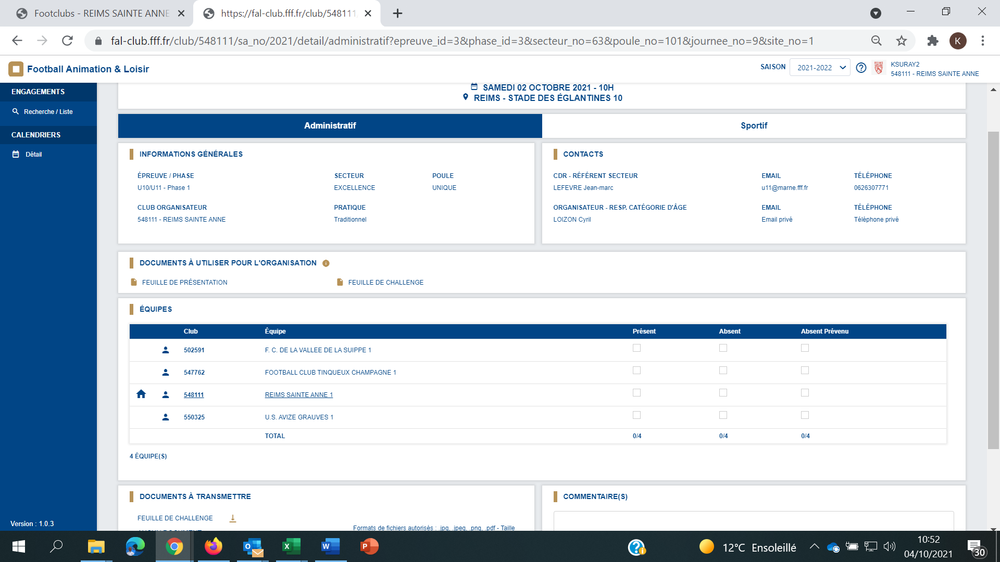 Footclubs - REIMS SAINTE ANNE
https://fal-club.fff.fr/club/548111
fal-club.fff.fr/club/548111/sa_no/2021/detail/administratif?epreuve_id=3&phase_id=3&secteur_no=63&poule_no=101&journee_no=9&site_no=1
K
Football Animation & Loisir
SAISON
2021-2022
KSURAY2
548111 - REIMS SAINTE ANNE
ENGAGEMENTS
Recherche / Liste
CALENDRIERS
Détail
Version : 1.0.3
SAMEDI 02 OCTOBRE 2021 - 10H
REIMS - STADE DES ÉGLANTINES 10
Administratif
Sportif
INFORMATIONS GÉNÉRALES
ÉPREUVE / PHASE SECTEUR POULE
U10/U11 - Phase 1 EXCELLENCE UNIQUE
CLUB ORGANISATEUR PRATIQUE
548111 - REIMS SAINTE ANNE Traditionnel
CONTACTS
CDR - RÉFÉRENT SECTEUR EMAIL TÉLÉPHONE
LEFEVRE Jean-marc u11@marne.fff.fr 0626307771
ORGANISATEUR - RESP. CATÉGORIE D'ÂGE EMAIL TÉLÉPHONE
LOIZON Cyril Email privé Téléphone privé
DOCUMENTS À UTILISER POUR L'ORGANISATION
FEUILLE DE PRÉSENTATION FEUILLE DE CHALLENGE
ÉQUIPES
Club Équipe Présent Absent Absent Prévenu
502591 F. C. DE LA VALLEE DE LA SUIPPE 1
547762 FOOTBALL CLUB TINQUEUX CHAMPAGNE 1
548111 REIMS SAINTE ANNE 1
550325 U.S. AVIZE GRAUVES 1
TOTAL 0/4 0/4 0/4
4 ÉQUIPE(S)
DOCUMENTS À TRANSMETTRE
FEUILLE DE CHALLENGE
Formats de fichiers autorisés : .jpg, .jpeg, .png, .pdf - Taille
COMMENTAIRE(S)
12°C Ensoleillé
10:52
04/10/2021
30